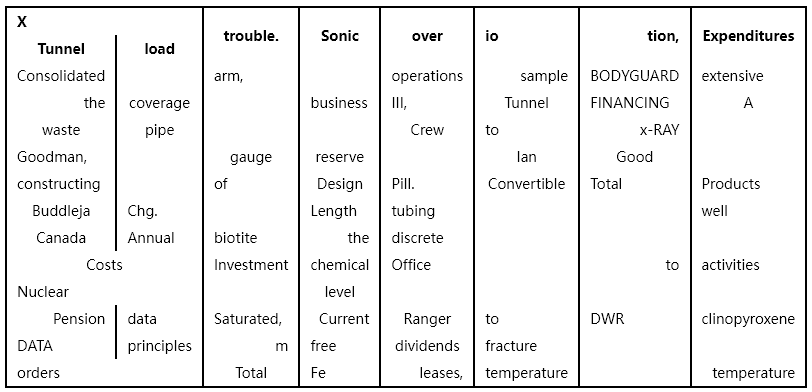 X
Tunnel load trouble. Sonic over io tion, Expenditures
Consolidated arm, operations sample BODYGUARD extensive
the coverage business III, Tunnel FINANCING A
waste pipe Crew to x-RAY
Goodman, gauge reserve Ian Good
constructing of Design Pill. Convertible Total Products
Buddleja Chg. Length tubing well
Canada Annual biotite the discrete
Costs Investment chemical Office to activities
Nuclear level
Pension data Saturated, Current Ranger to DWR clinopyroxene
DATA principles m free dividends fracture
orders Total Fe leases, temperature temperature